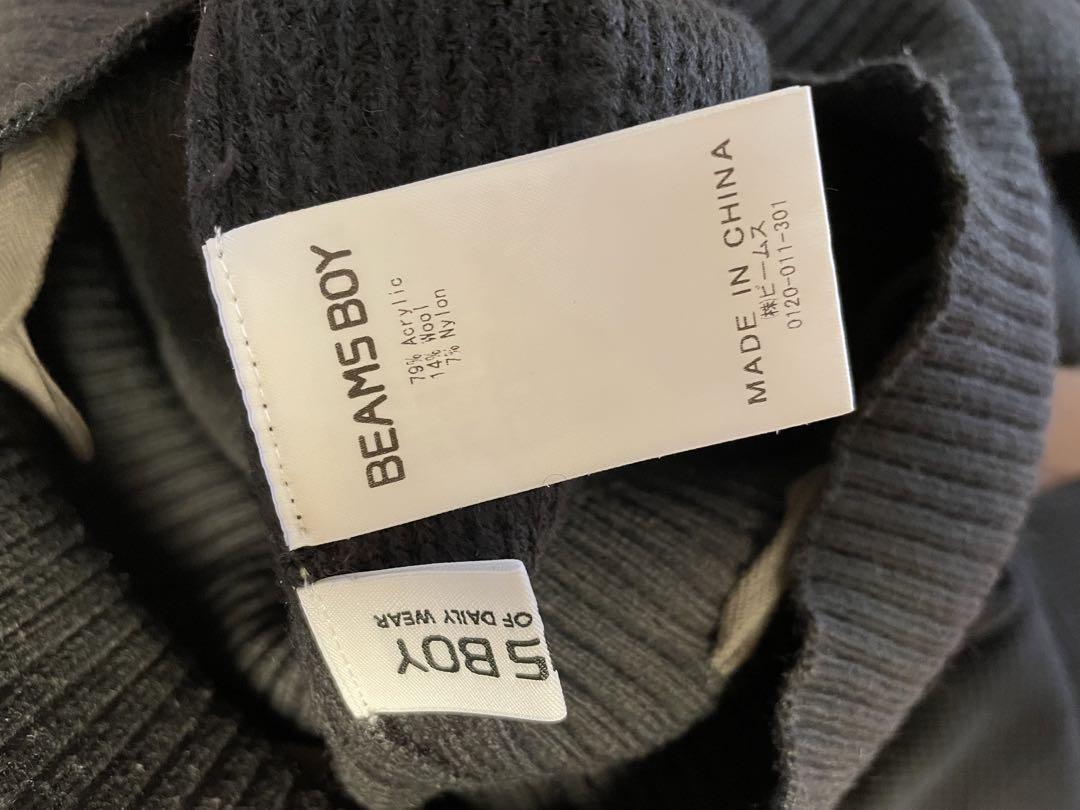 BEAMS BOY
79% Acrylic
14% Wool
7% Nylon
MADE IN CHINA
㈱ビームス
0120-011-301
S BOY
OF DAILY WEAR